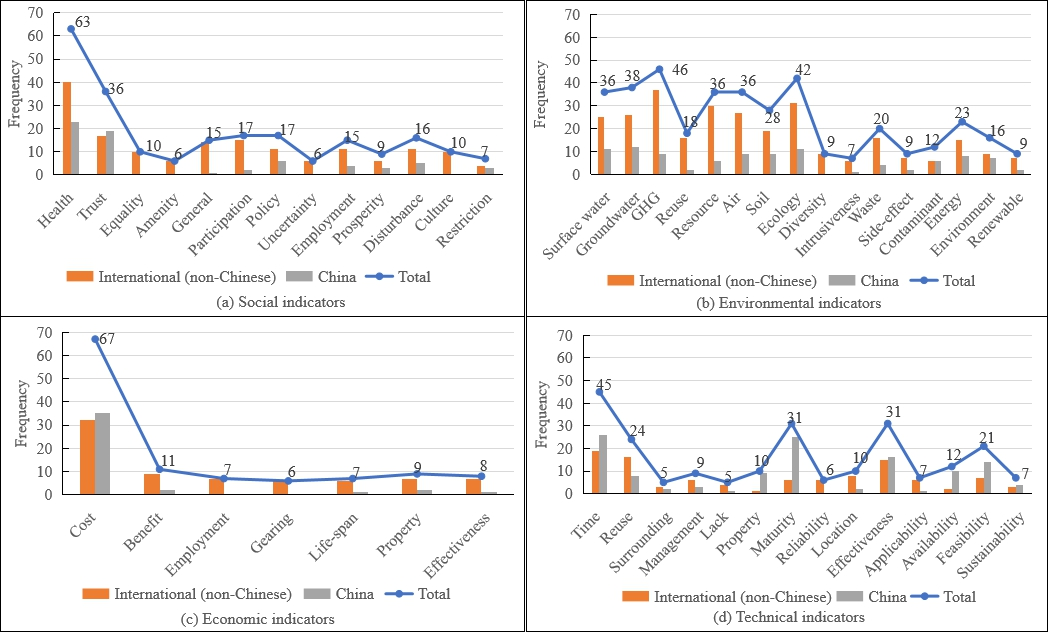 70
60
50
40
30
20
10
0
Frequency
63
36
10
6
15
17
17
6
15
9
16
10
7
Health
Trust
Equality
Amenity
General
Participation
Policy
Uncertainty
Employment
Prosperity
Disturbance
Culture
Restriction
International (non-Chinese) China Total
(a) Social indicators
70
60
50
40
30
20
10
0
Frequency
36
38
46
18
36
36
28
42
9
7
20
9
12
23
16
9
Surface water
Groundwater
GHG
Reuse
Resource
Air
Soil
Ecology
Diversity
Intrusiveness
Waste
Side-effect
Contaminant
Energy
Environment
Renewable
International (non-Chinese) China Total
(b) Environmental indicators
70
60
50
40
30
20
10
0
Frequency
67
11
7
6
7
9
8
Cost
Benefit
Employment
Gearing
Life-span
Property
Effectiveness
International (non-Chinese) China Total
(c) Economic indicators
70
60
50
40
30
20
10
0
Frequency
45
24
5
9
5
10
31
6
10
31
7
12
21
7
Time
Reuse
Surrounding
Management
Lack
Property
Maturity
Reliability
Location
Effectiveness
Applicability
Availability
Feasibility
Sustainability
International (non-Chinese) China Total
(d) Technical indicators